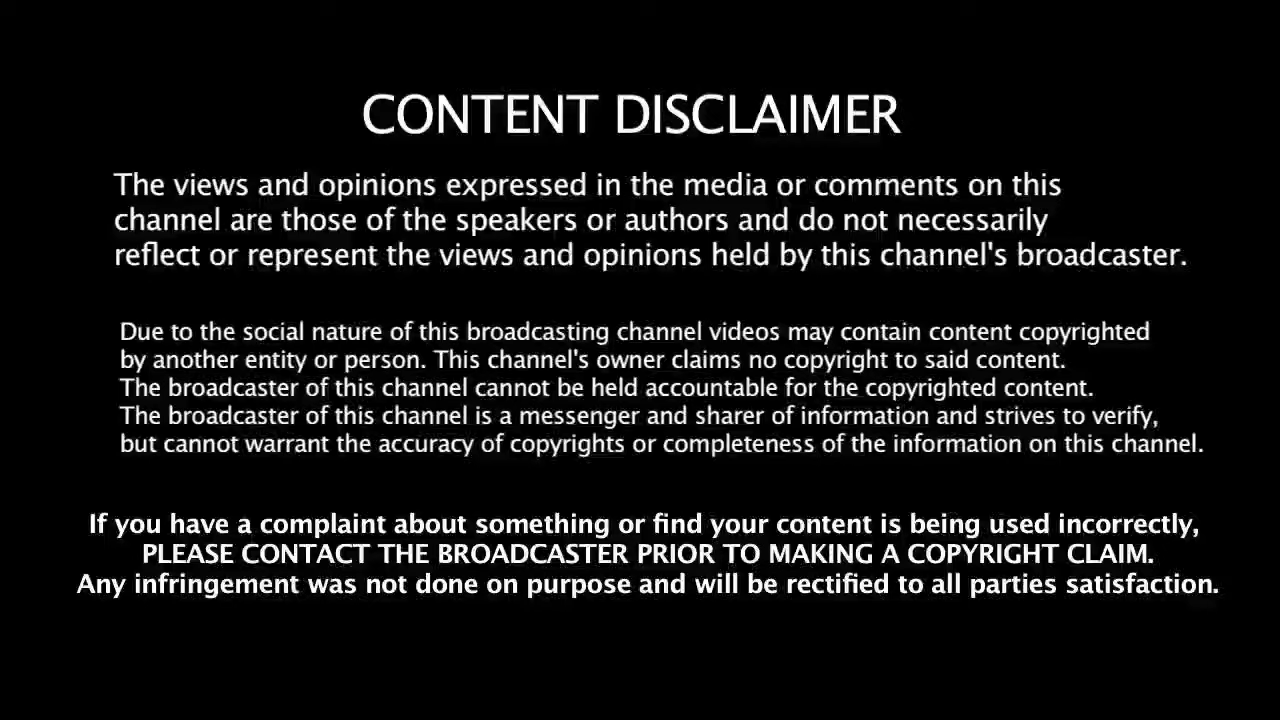 CONTENT DISCLAIMER
The views and opinions expressed in the media or comments on this
channel are those of the speakers or authors and do not necessarily
reflect or represent the views and opinions held by this channel's broadcaster.
Due to the social nature of this broadcasting channel videos may contain content copyrighted
by another entity or person. This channel's owner claims no copyright to said content.
The broadcaster of this channel cannot be held accountable for the copyrighted content.
The broadcaster of this channel is a messenger and sharer of information and strives to verify,
but cannot warrant the accuracy of copyrights or completeness of the information on this channel.
If you have a complaint about something or find your content is being used incorrectly,
PLEASE CONTACT THE BROADCASTER PRIOR TO MAKING A COPYRIGHT CLAIM.
Any infringement was not done on purpose and will be rectified to all parties satisfaction.